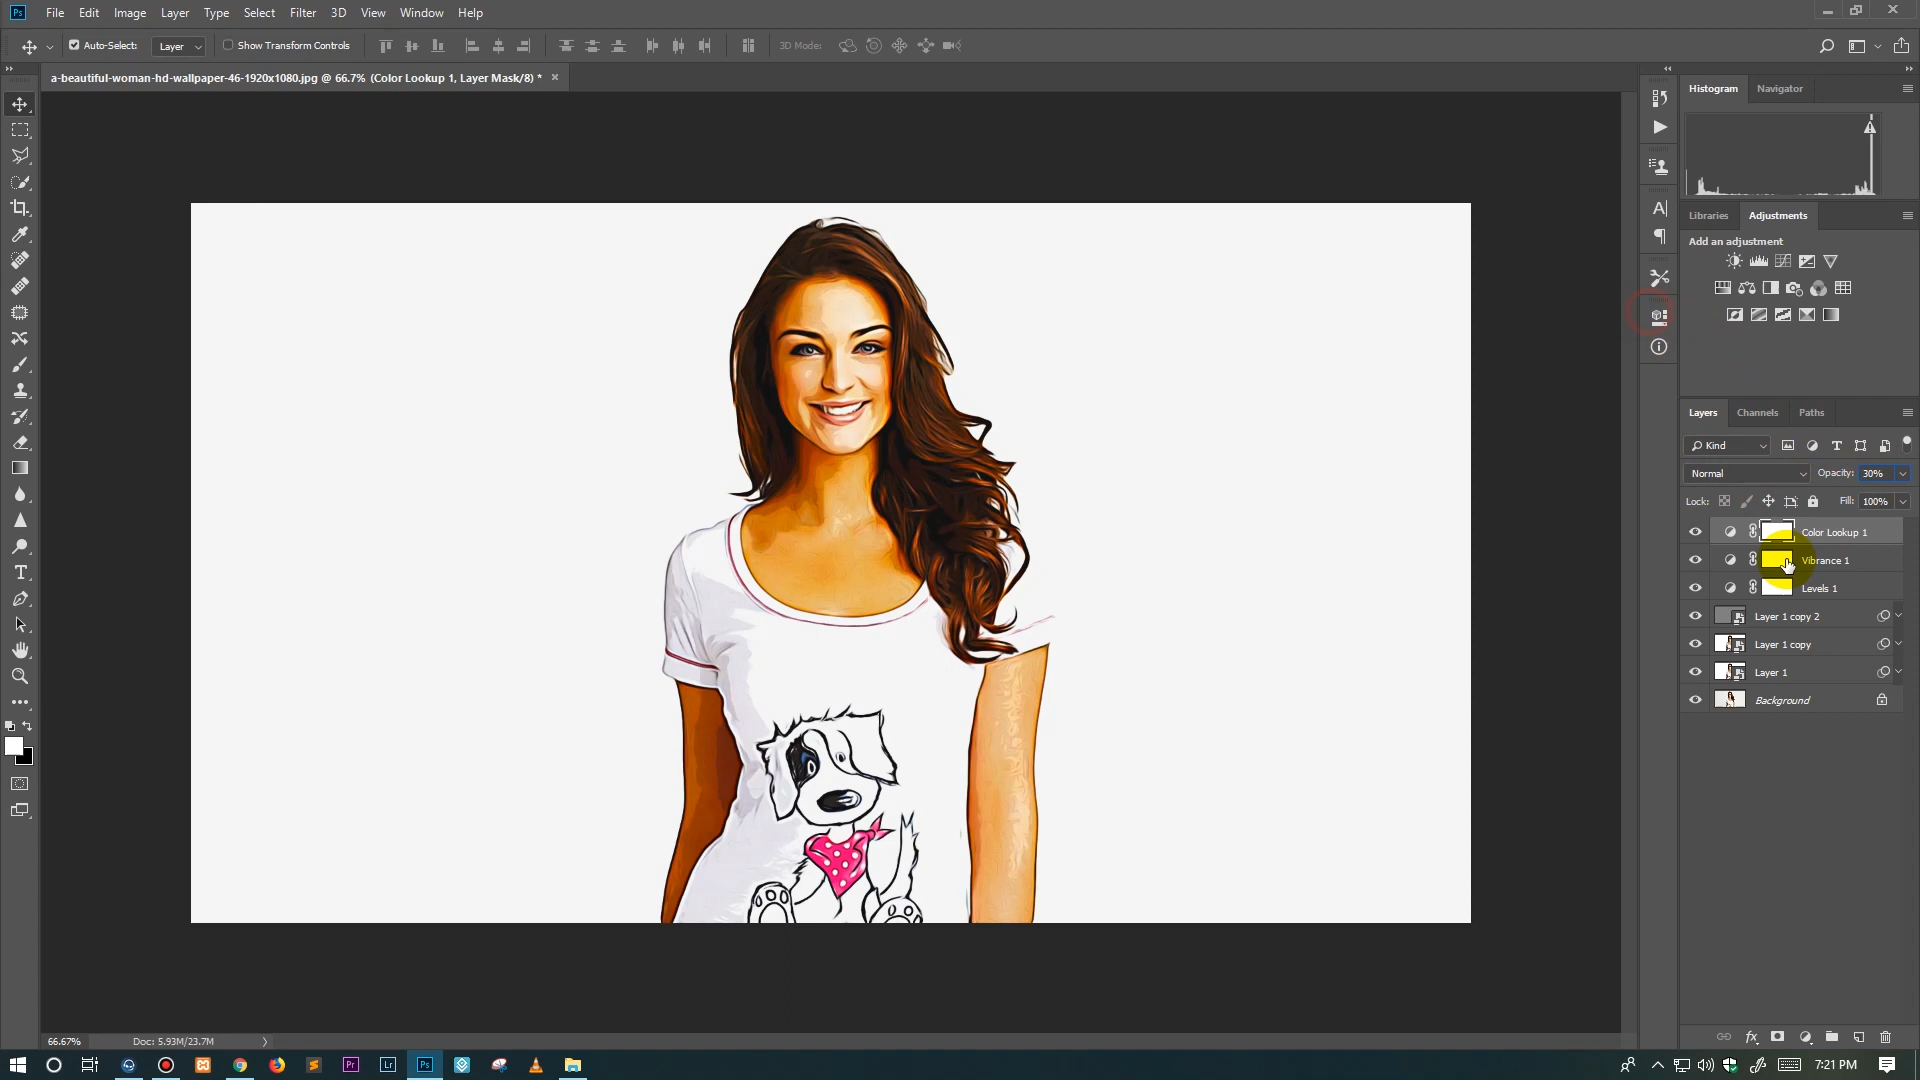 Ps File Edit Image Layer Type Select Filter 3D View Window Help
Auto-Select: Layer Show Transform Controls 3D Mode:
a-beautiful-woman-hd-wallpaper-46-1920x1080.jpg @ 66.7% (Color Lookup 1, Layer Mask/8) * ×
Histogram Navigator
Libraries Adjustments
Add an adjustment
Layers Channels Paths
Kind
Normal Opacity: 30%
Lock: Fill: 100%
Color Lookup 1
Vibrance 1
Levels 1
Layer 1 copy 2
Layer 1 copy
Layer 1
Background
66.67% Doc: 5.93M/23.7M
Pr Lr Ps 7:21 PM